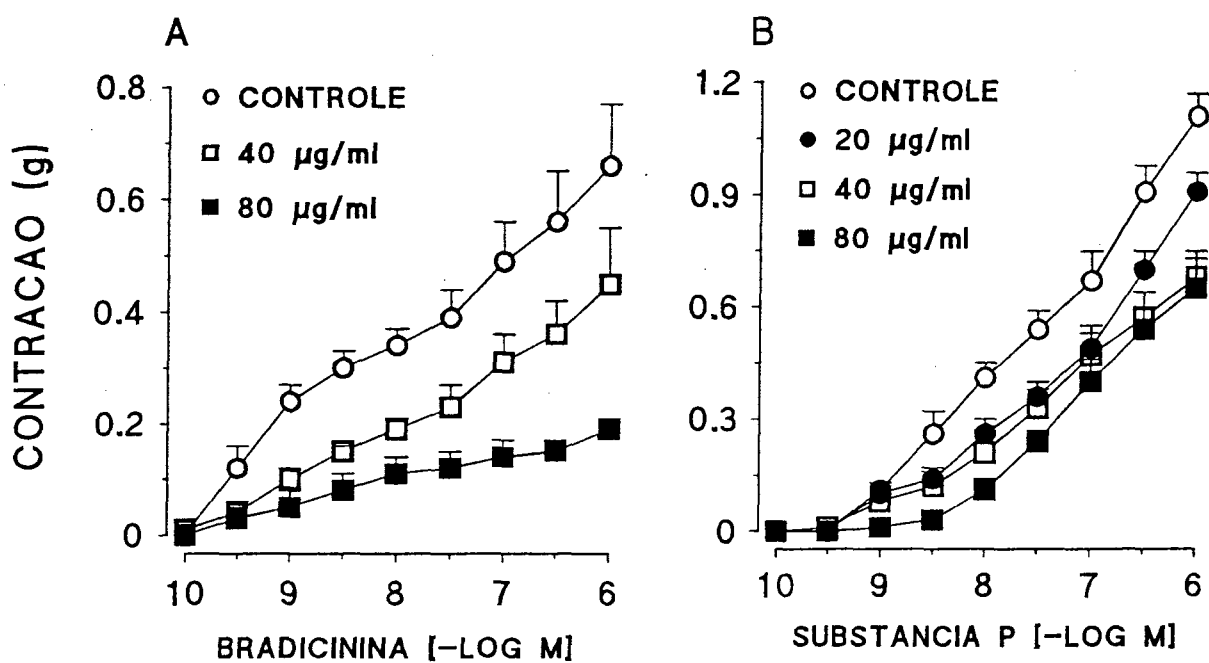 A
CONTROLE
40 µg/ml
80 µg/ml
CONTRACAO (g)
0.8
0.6
0.4
0.2
0
10 9 8 7 6
BRADICININA [-LOG M]
B
CONTROLE
20 µg/ml
40 µg/ml
80 µg/ml
1.2
0.9
0.6
0.3
0
10 9 8 7 6
SUBSTANCIA P [-LOG M]